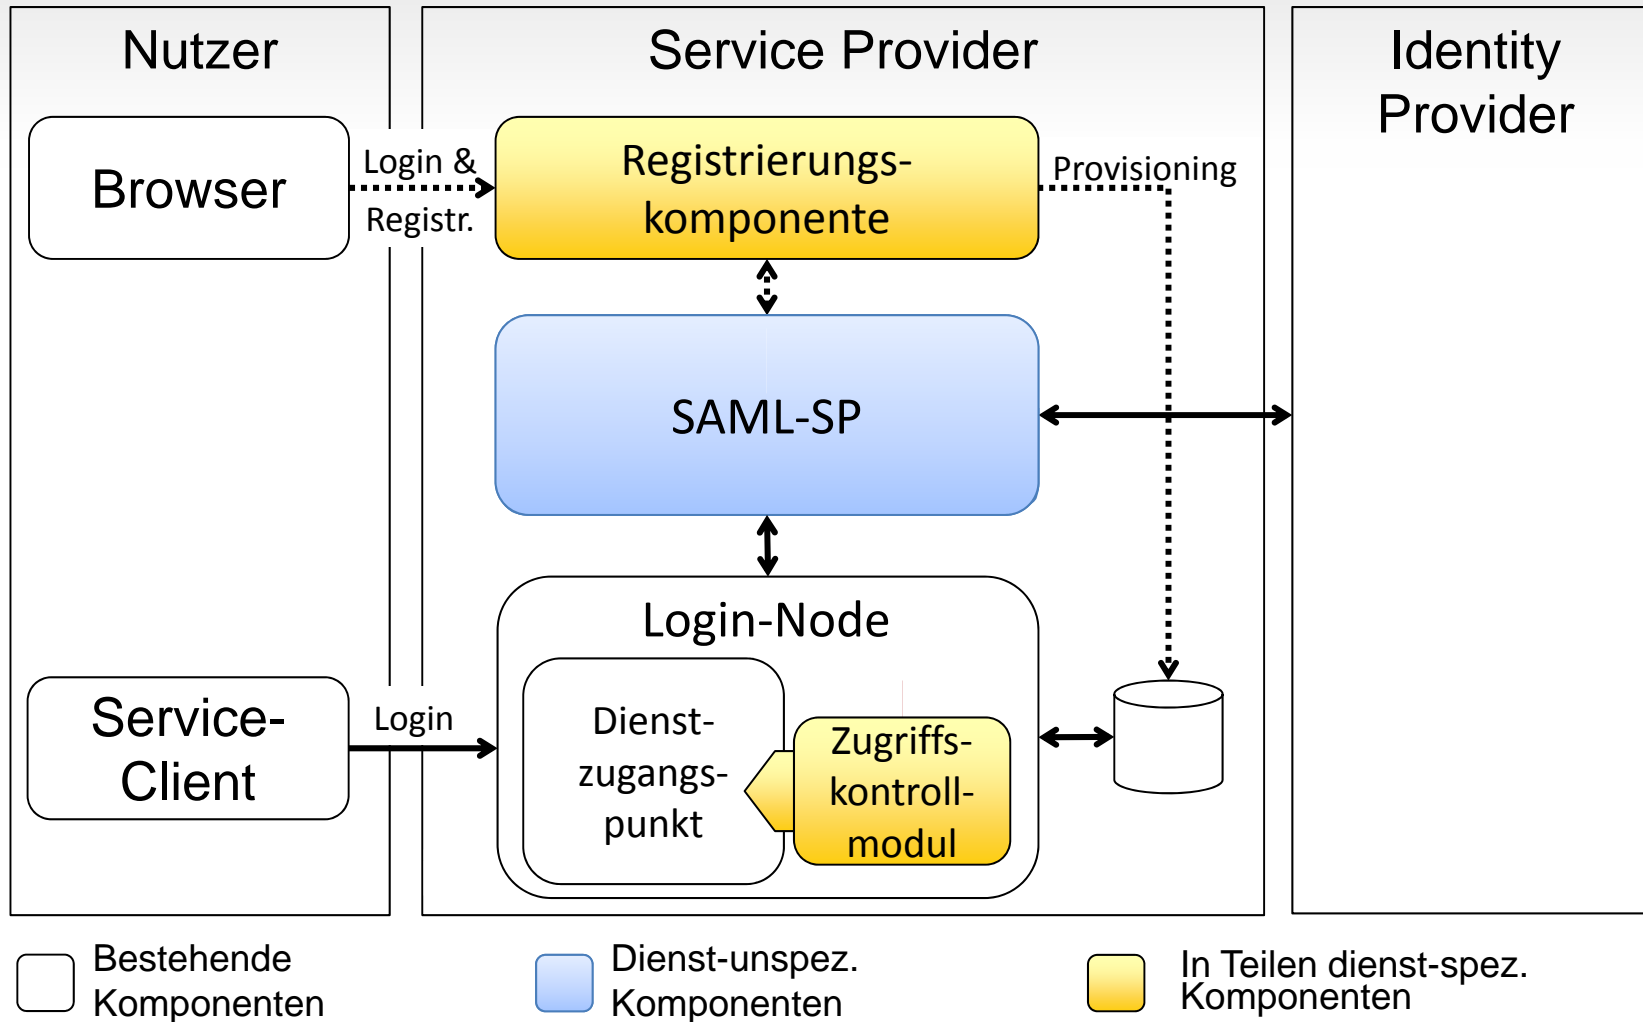 Nutzer
Service Provider
Identity
Provider
Browser
Login &
Registr.
Registrierungs-
komponente
Provisioning
SAML-SP
Login-Node
Service-
Client
Login
Dienst-
zugangs-
punkt
Zugriffs-
kontroll-
modul
Bestehende
Komponenten
Dienst-unspez.
Komponenten
In Teilen dienst-spez.
Komponenten